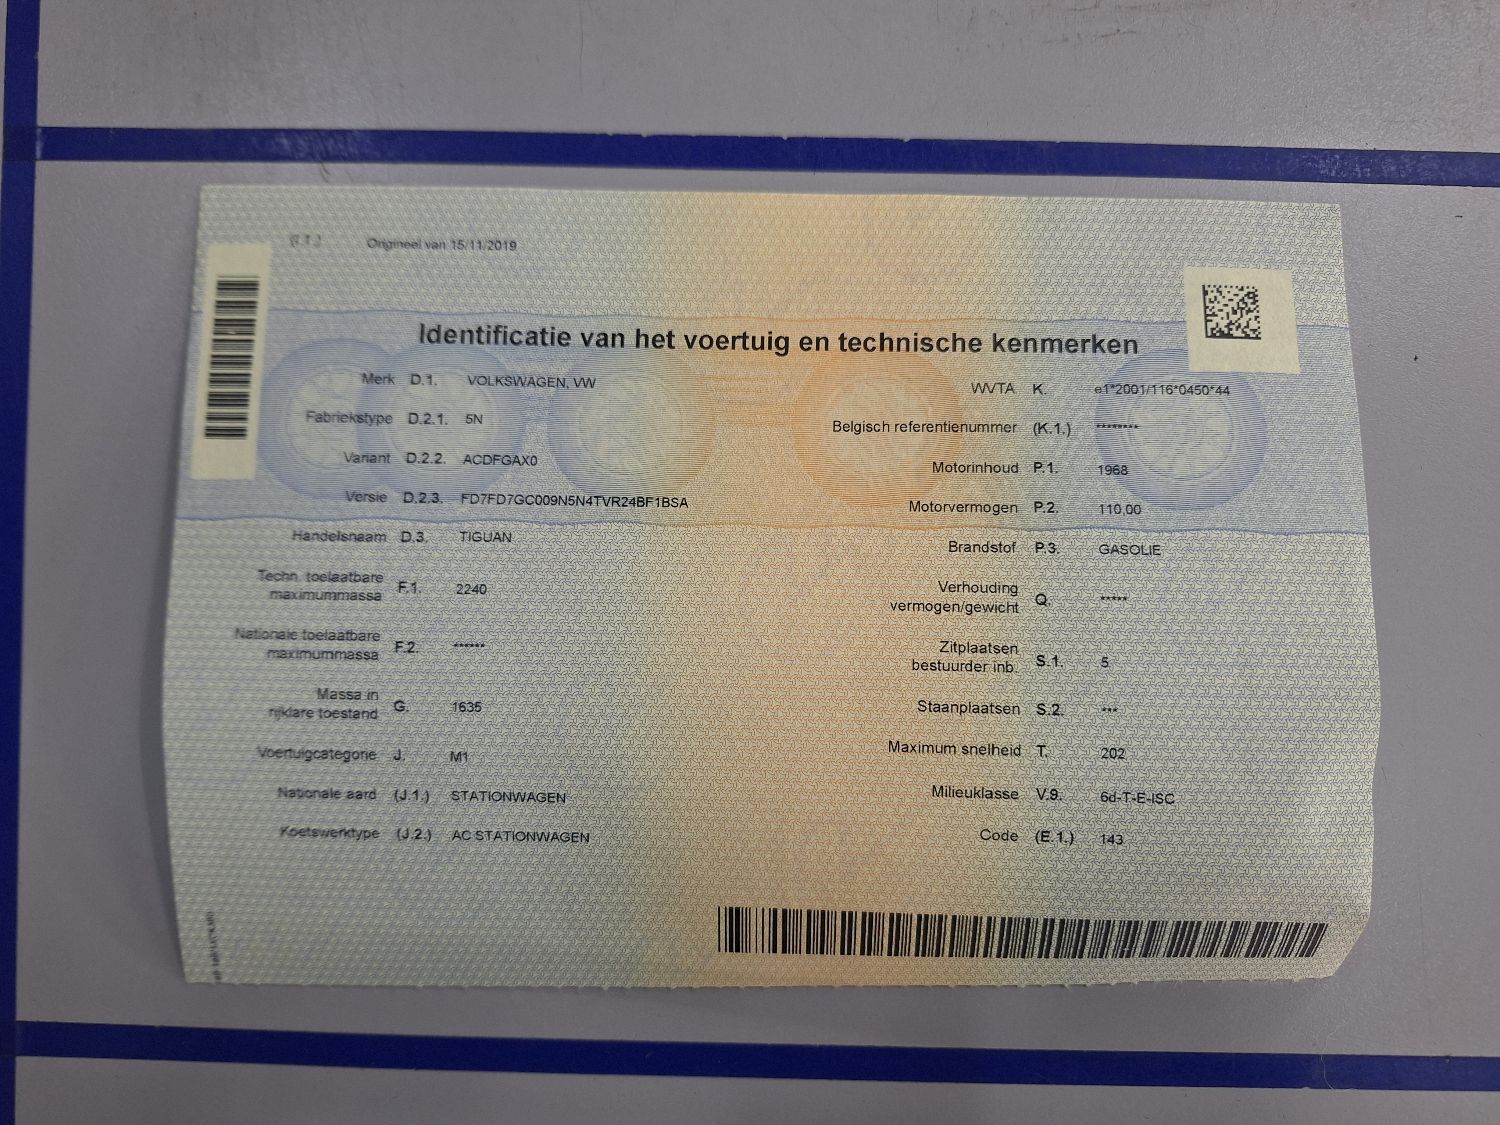 Origineel van 15/11/2019
Identificatie van het voertuig en technische kenmerken
Merk D.1. VOLKSWAGEN, VW
Fabriekstype D.2.1. 5N
Variant D.2.2. ACDFGAX0
Versie D.2.3. FD7FD7GC009N5N4TVR24BF1BSA
Handelsnaam D.3. TIGUAN
Techn. toelaatbare
maximummassa F.1. 2240
Nationale toelaatbare
maximummassa F.2. ******
Massa in
rijklare toestand G. 1635
Voertuigcategorie J. M1
Nationale aard (J.1.) STATIONWAGEN
Koetswerktype (J.2.) AC STATIONWAGEN
WVTA K. e1*2001/116*0450*44
Belgisch referentienummer (K.1.) ********
Motorinhoud P.1. 1968
Motorvermogen P.2. 110,00
Brandstof P.3. GASOLIE
Verhouding
vermogen/gewicht Q. *****
Zitplaatsen
bestuurder inb. S.1. 5
Staanplaatsen S.2. ***
Maximum snelheid T. 202
Milieuklasse V.9. 6d-T-E-ISC
Code (E.1.) 143